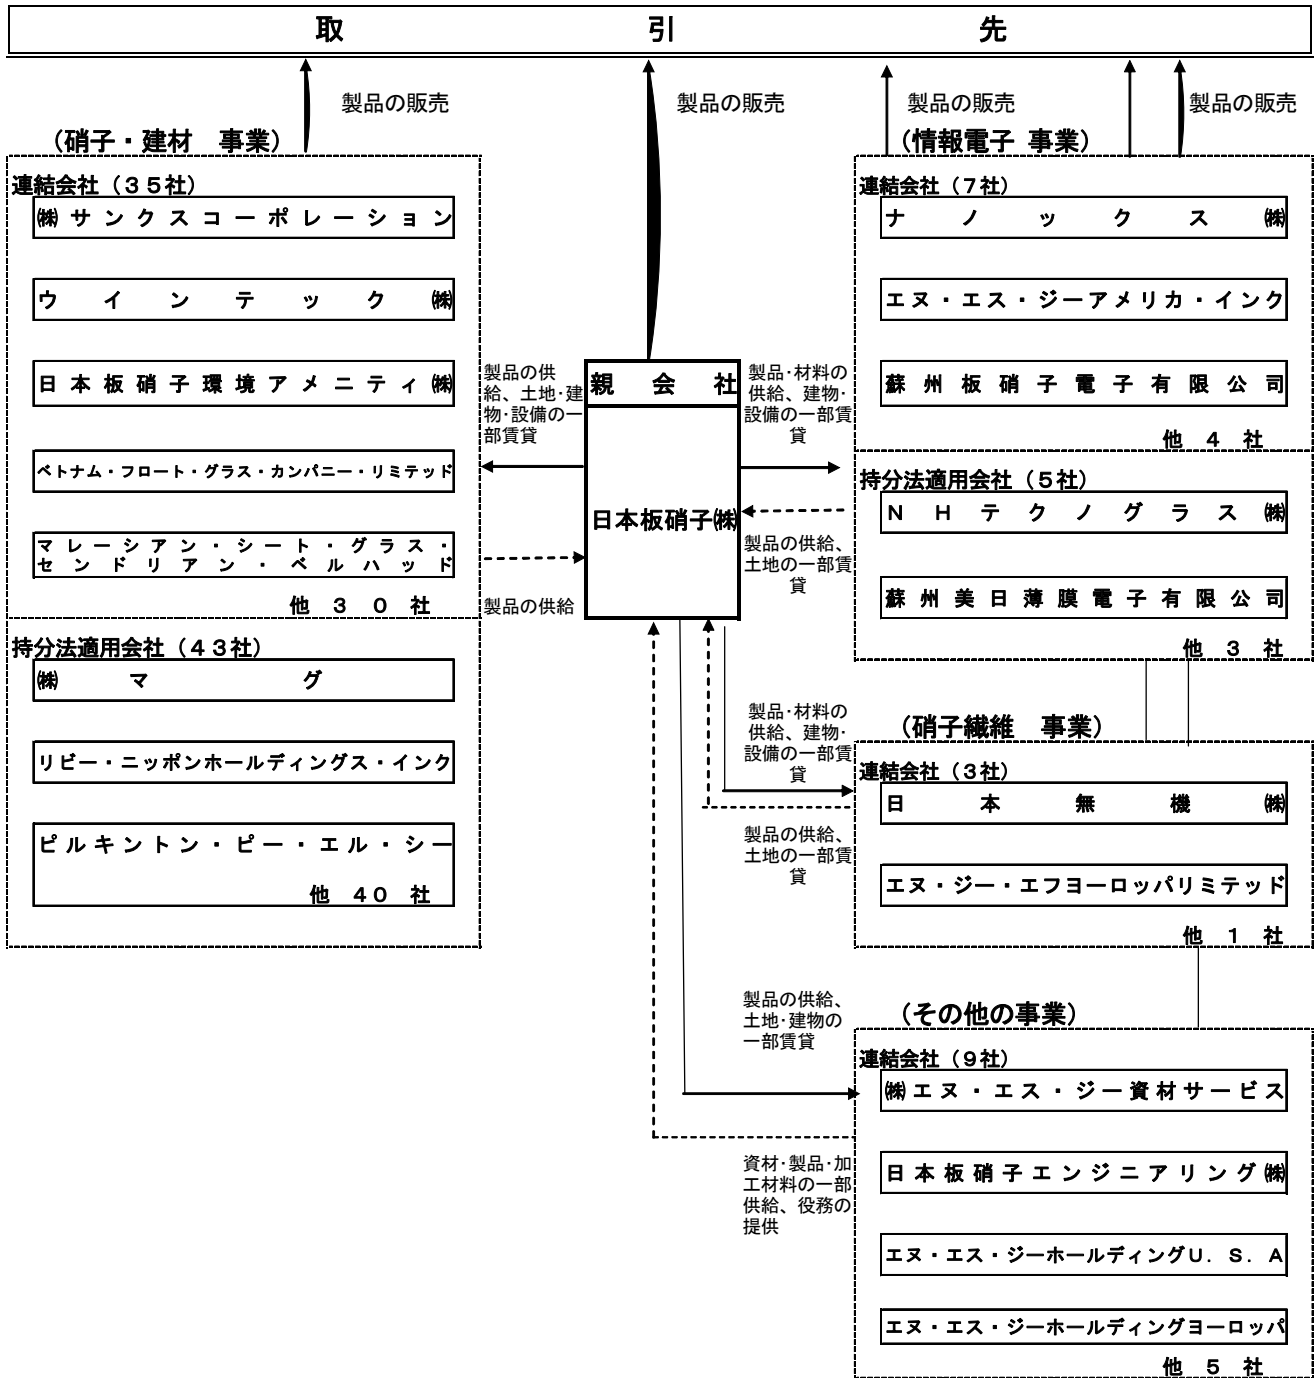 取引先
製品の販売
製品の販売
製品の販売
製品の販売
（硝子・建材　事業）
連結会社（３５社）
㈱サンクスコーポレーション
ウインテック㈱
日本板硝子環境アメニティ㈱
ベトナム・フロート・グラス・カンパニー・リミテッド
マレーシアン・シート・グラス・
センドリアン・ベルハッド
他３０社
持分法適用会社（４３社）
㈱マグ
リビー・ニッポンホールディングス・インク
ピルキントン・ピー・エル・シー
他４０社
製品の供
給、土地・建
物・設備の一
部賃貸
製品の供給
親会社
日本板硝子㈱
製品・材料の
供給、建物・
設備の一部賃
貸
製品の供給、
土地の一部賃
貸
（情報電子 事業）
連結会社（７社）
ナノックス㈱
エヌ・エス・ジーアメリカ・インク
蘇州板硝子電子有限公司
他４社
持分法適用会社（５社）
ＮＨテクノグラス㈱
蘇州美日薄膜電子有限公司
他３社
製品・材料の
供給、建物・
設備の一部賃
貸
製品の供給、
土地の一部賃
貸
（硝子繊維　事業）
連結会社（３社）
日本無機㈱
エヌ・ジー・エフヨーロッパリミテッド
他１社
製品の供給、
土地・建物の
一部賃貸
資材・製品・加
工材料の一部
供給、役務の
提供
（その他の事業）
連結会社（９社）
㈱エヌ・エス・ジー資材サービス
日本板硝子エンジニアリング㈱
エヌ・エス・ジーホールディングＵ．Ｓ．Ａ
エヌ・エス・ジーホールディングヨーロッパ
他５社